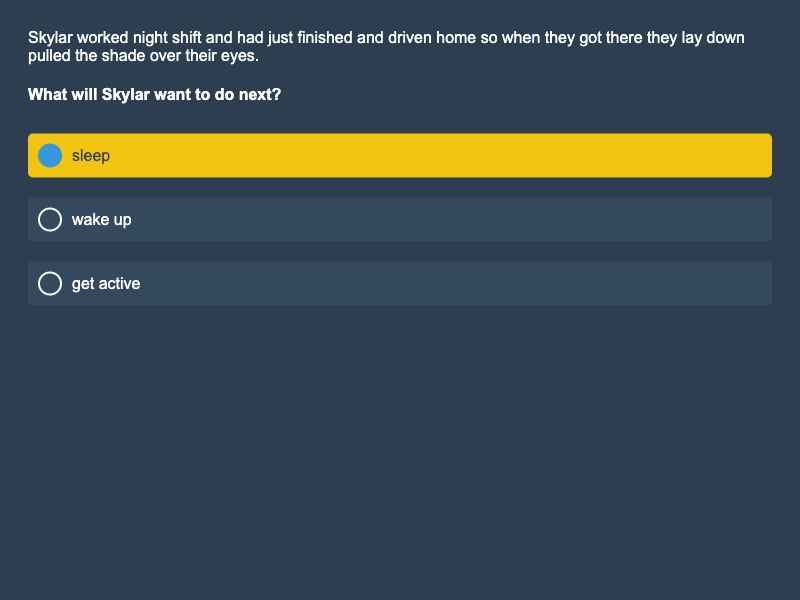 Skylar worked night shift and had just finished and driven home so when they got there they lay down
pulled the shade over their eyes.
What will Skylar want to do next?
sleep
wake up
get active